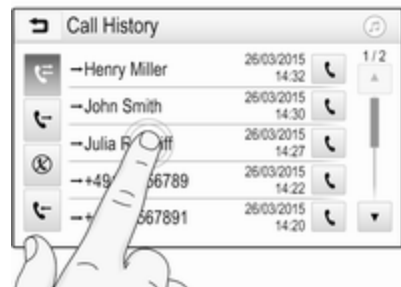 Call History
1/2
→Henry Miller 26/03/2015 14:32
→John Smith 26/03/2015 14:30
→Julia 26/03/2015 14:27
26/03/2015 14:22
26/03/2015 14:20